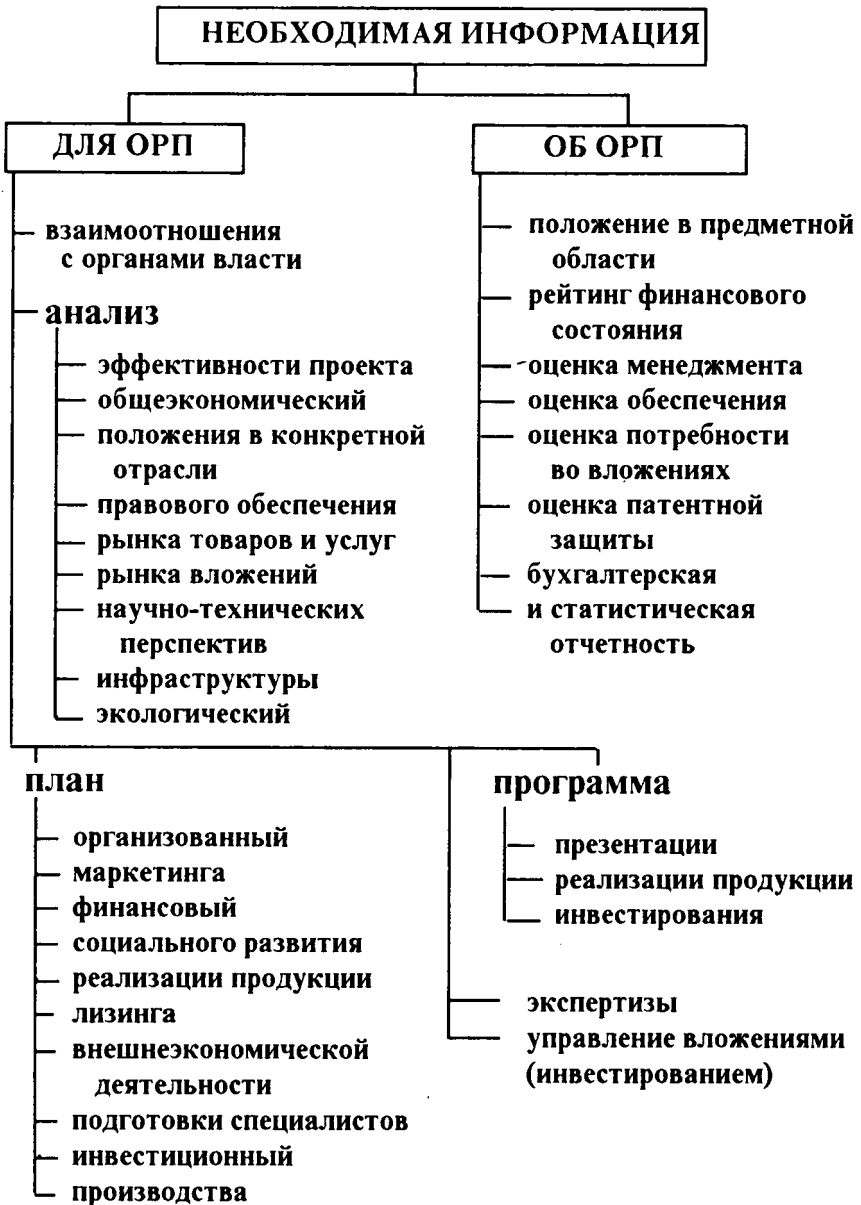 НЕОБХОДИМАЯ ИНФОРМАЦИЯ
ДЛЯ ОРП
взаимоотношения
с органами власти
анализ
эффективности проекта
общеэкономический
положения в конкретной
отрасли
правового обеспечения
рынка товаров и услуг
рынка вложений
научно-технических
перспектив
инфраструктуры
экологический
ОБ ОРП
положение в предметной
области
рейтинг финансового
состояния
оценка менеджмента
оценка обеспечения
оценка потребности
во вложениях
оценка патентной
защиты
бухгалтерская
и статистическая
отчетность
план
организованный
маркетинга
финансовый
социального развития
реализации продукции
лизинга
внешнеэкономической
деятельности
подготовки специалистов
инвестиционный
производства
программа
презентации
реализации продукции
инвестирования
экспертизы
управление вложениями
(инвестированием)